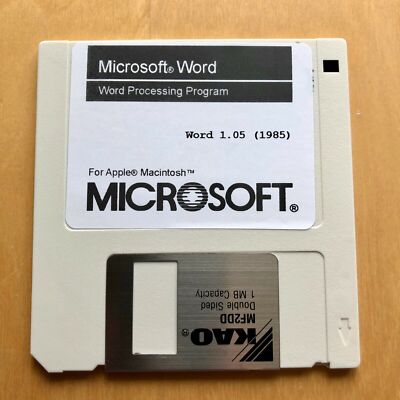 Microsoft® Word
Word Processing Program
Word 1.05 (1985)
For Apple® Macintosh™
MICROSOFT®
KAO®
MF2DD
Double Sided
1 MB Capacity